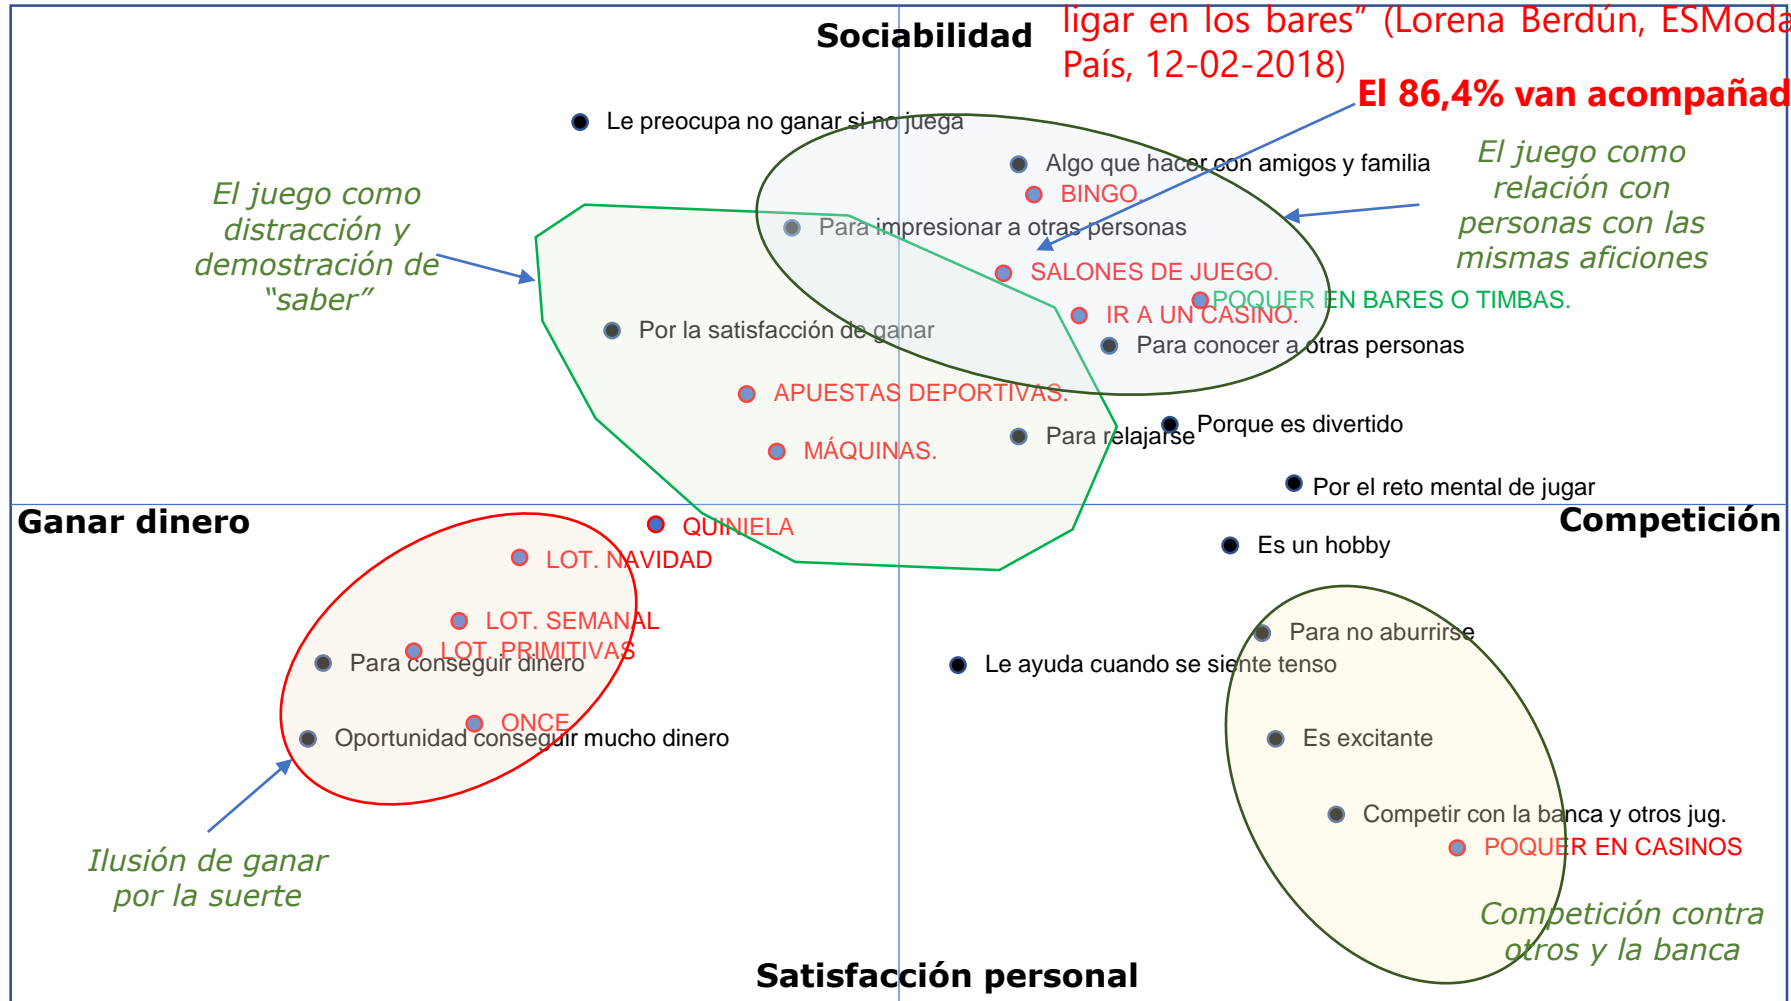 ligar en los bares” (Lorena Berdún, ESModa
País, 12-02-2018)
Sociabilidad
El 86,4% van acompañad
Le preocupa no ganar si no juega
Algo que hacer con amigos y familia
BINGO.
El juego como
relación con
personas con las
mismas aficiones
El juego como
distracción y
demostración de
“saber”
Para impresionar a otras personas
SALONES DE JUEGO.
POQUER EN BARES O TIMBAS.
IR A UN CASINO.
Por la satisfacción de ganar
Para conocer a otras personas
APUESTAS DEPORTIVAS.
Porque es divertido
Para relajarse
MÁQUINAS.
Por el reto mental de jugar
Ganar dinero
QUINIELA
Competición
Es un hobby
LOT. NAVIDAD
LOT. SEMANAL
Para no aburrirse
LOT. PRIMITIVAS
Para conseguir dinero
Le ayuda cuando se siente tenso
ONCE
Oportunidad conseguir mucho dinero
Es excitante
Competir con la banca y otros jug.
POQUER EN CASINOS
Ilusión de ganar
por la suerte
Competición contra
otros y la banca
Satisfacción personal